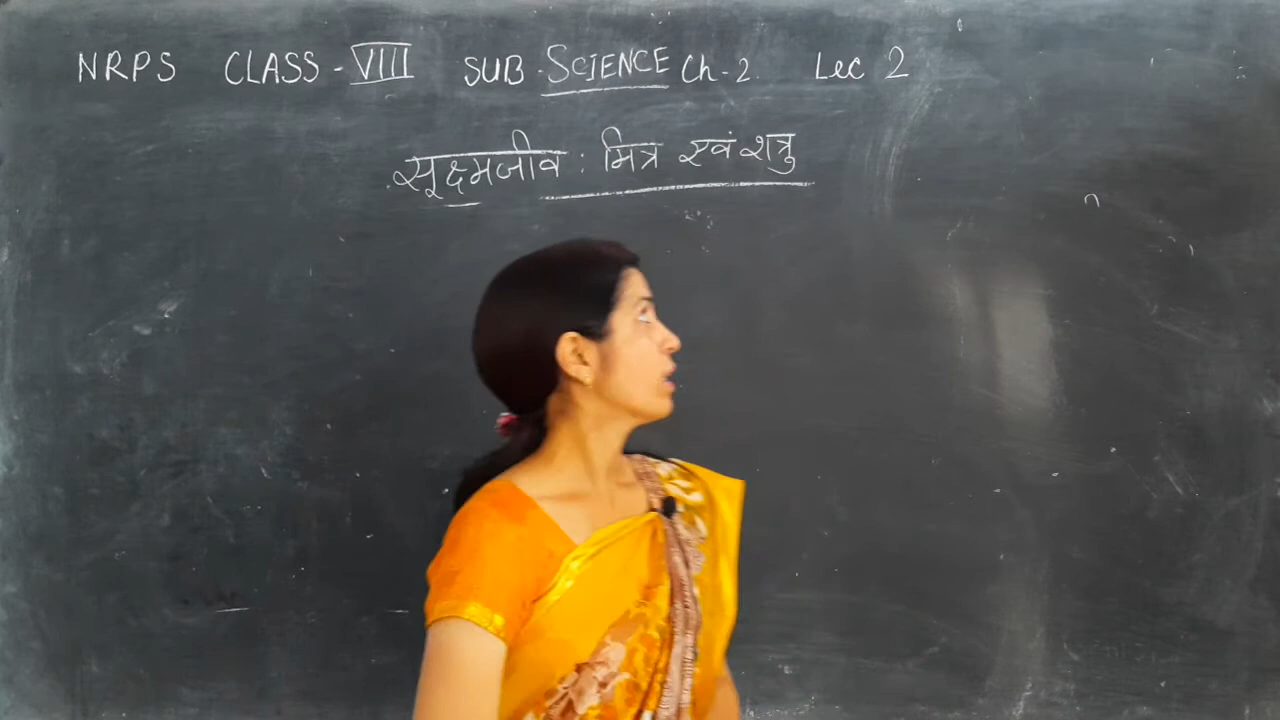 NRPS CLASS - VIII SUB - SCIENCE Ch - 2. Lec 2
सूक्ष्मजीव : मित्र एवं शत्रु